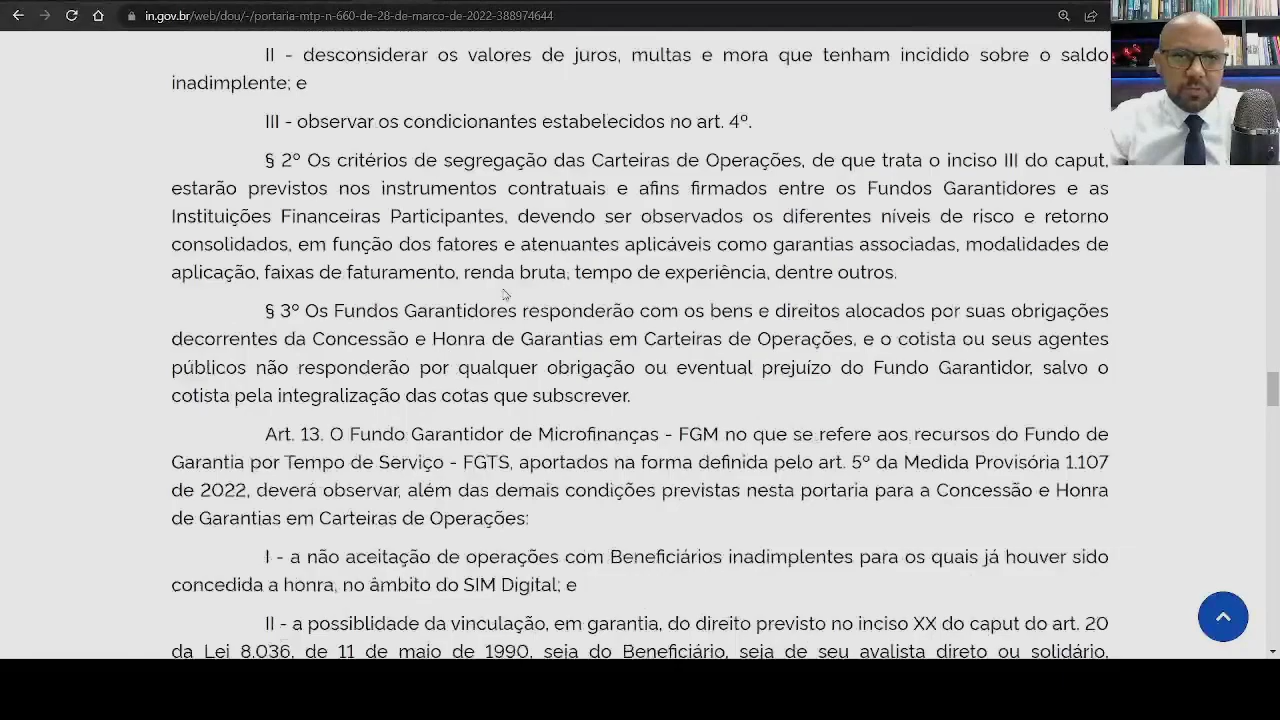 in.gov.br/web/dou/-/portaria-mtp-n-660-de-28-de-marco-de-2022-388974644
II - desconsiderar os valores de juros, multas e mora que tenham incidido sobre o saldo
inadimplente; e
III - observar os condicionantes estabelecidos no art. 4º.
§ 2º Os critérios de segregação das Carteiras de Operações, de que trata o inciso III do caput,
estarão previstos nos instrumentos contratuais e afins firmados entre os Fundos Garantidores e as
Instituições Financeiras Participantes, devendo ser observados os diferentes níveis de risco e retorno
consolidados, em função dos fatores e atenuantes aplicáveis como garantias associadas, modalidades de
aplicação, faixas de faturamento, renda bruta, tempo de experiência, dentre outros.
§ 3º Os Fundos Garantidores responderão com os bens e direitos alocados por suas obrigações
decorrentes da Concessão e Honra de Garantias em Carteiras de Operações, e o cotista ou seus agentes
públicos não responderão por qualquer obrigação ou eventual prejuízo do Fundo Garantidor, salvo o
cotista pela integralização das cotas que subscrever.
Art. 13. O Fundo Garantidor de Microfinanças - FGM no que se refere aos recursos do Fundo de
Garantia por Tempo de Serviço - FGTS, aportados na forma definida pelo art. 5º da Medida Provisória 1.107
de 2022, deverá observar, além das demais condições previstas nesta portaria para a Concessão e Honra
de Garantias em Carteiras de Operações:
I - a não aceitação de operações com Beneficiários inadimplentes para os quais já houver sido
concedida a honra, no âmbito do SIM Digital; e
II - a possiblidade da vinculação, em garantia, do direito previsto no inciso XX do caput do art. 20
da Lei 8.036, de 11 de maio de 1990, seja do Beneficiário, seja de seu avalista direto ou solidário,